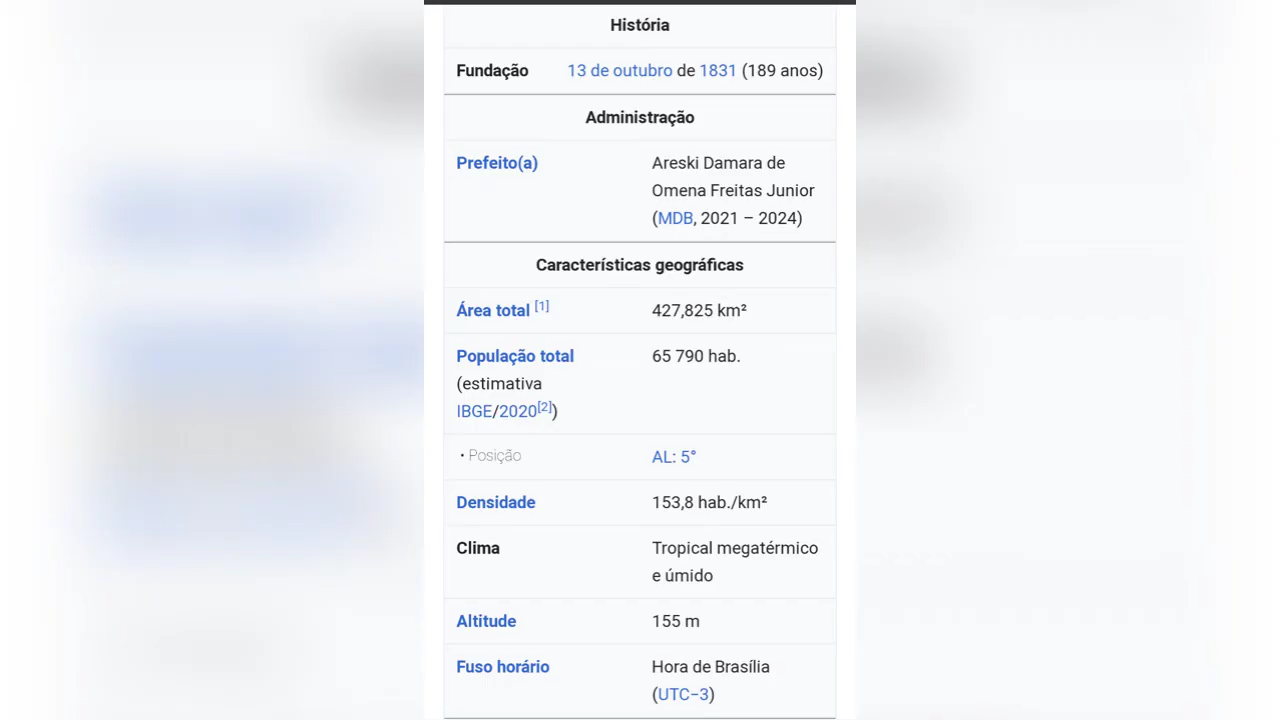 História
Fundação 13 de outubro de 1831 (189 anos)
Administração
Prefeito(a) Areski Damara de
Omena Freitas Junior
(MDB, 2021 – 2024)
Características geográficas
Área total [1] 427,825 km²
População total 65 790 hab.
(estimativa
IBGE/2020[2])
• Posição AL: 5°
Densidade 153,8 hab./km²
Clima Tropical megatérmico
e úmido
Altitude 155 m
Fuso horário Hora de Brasília
(UTC−3)